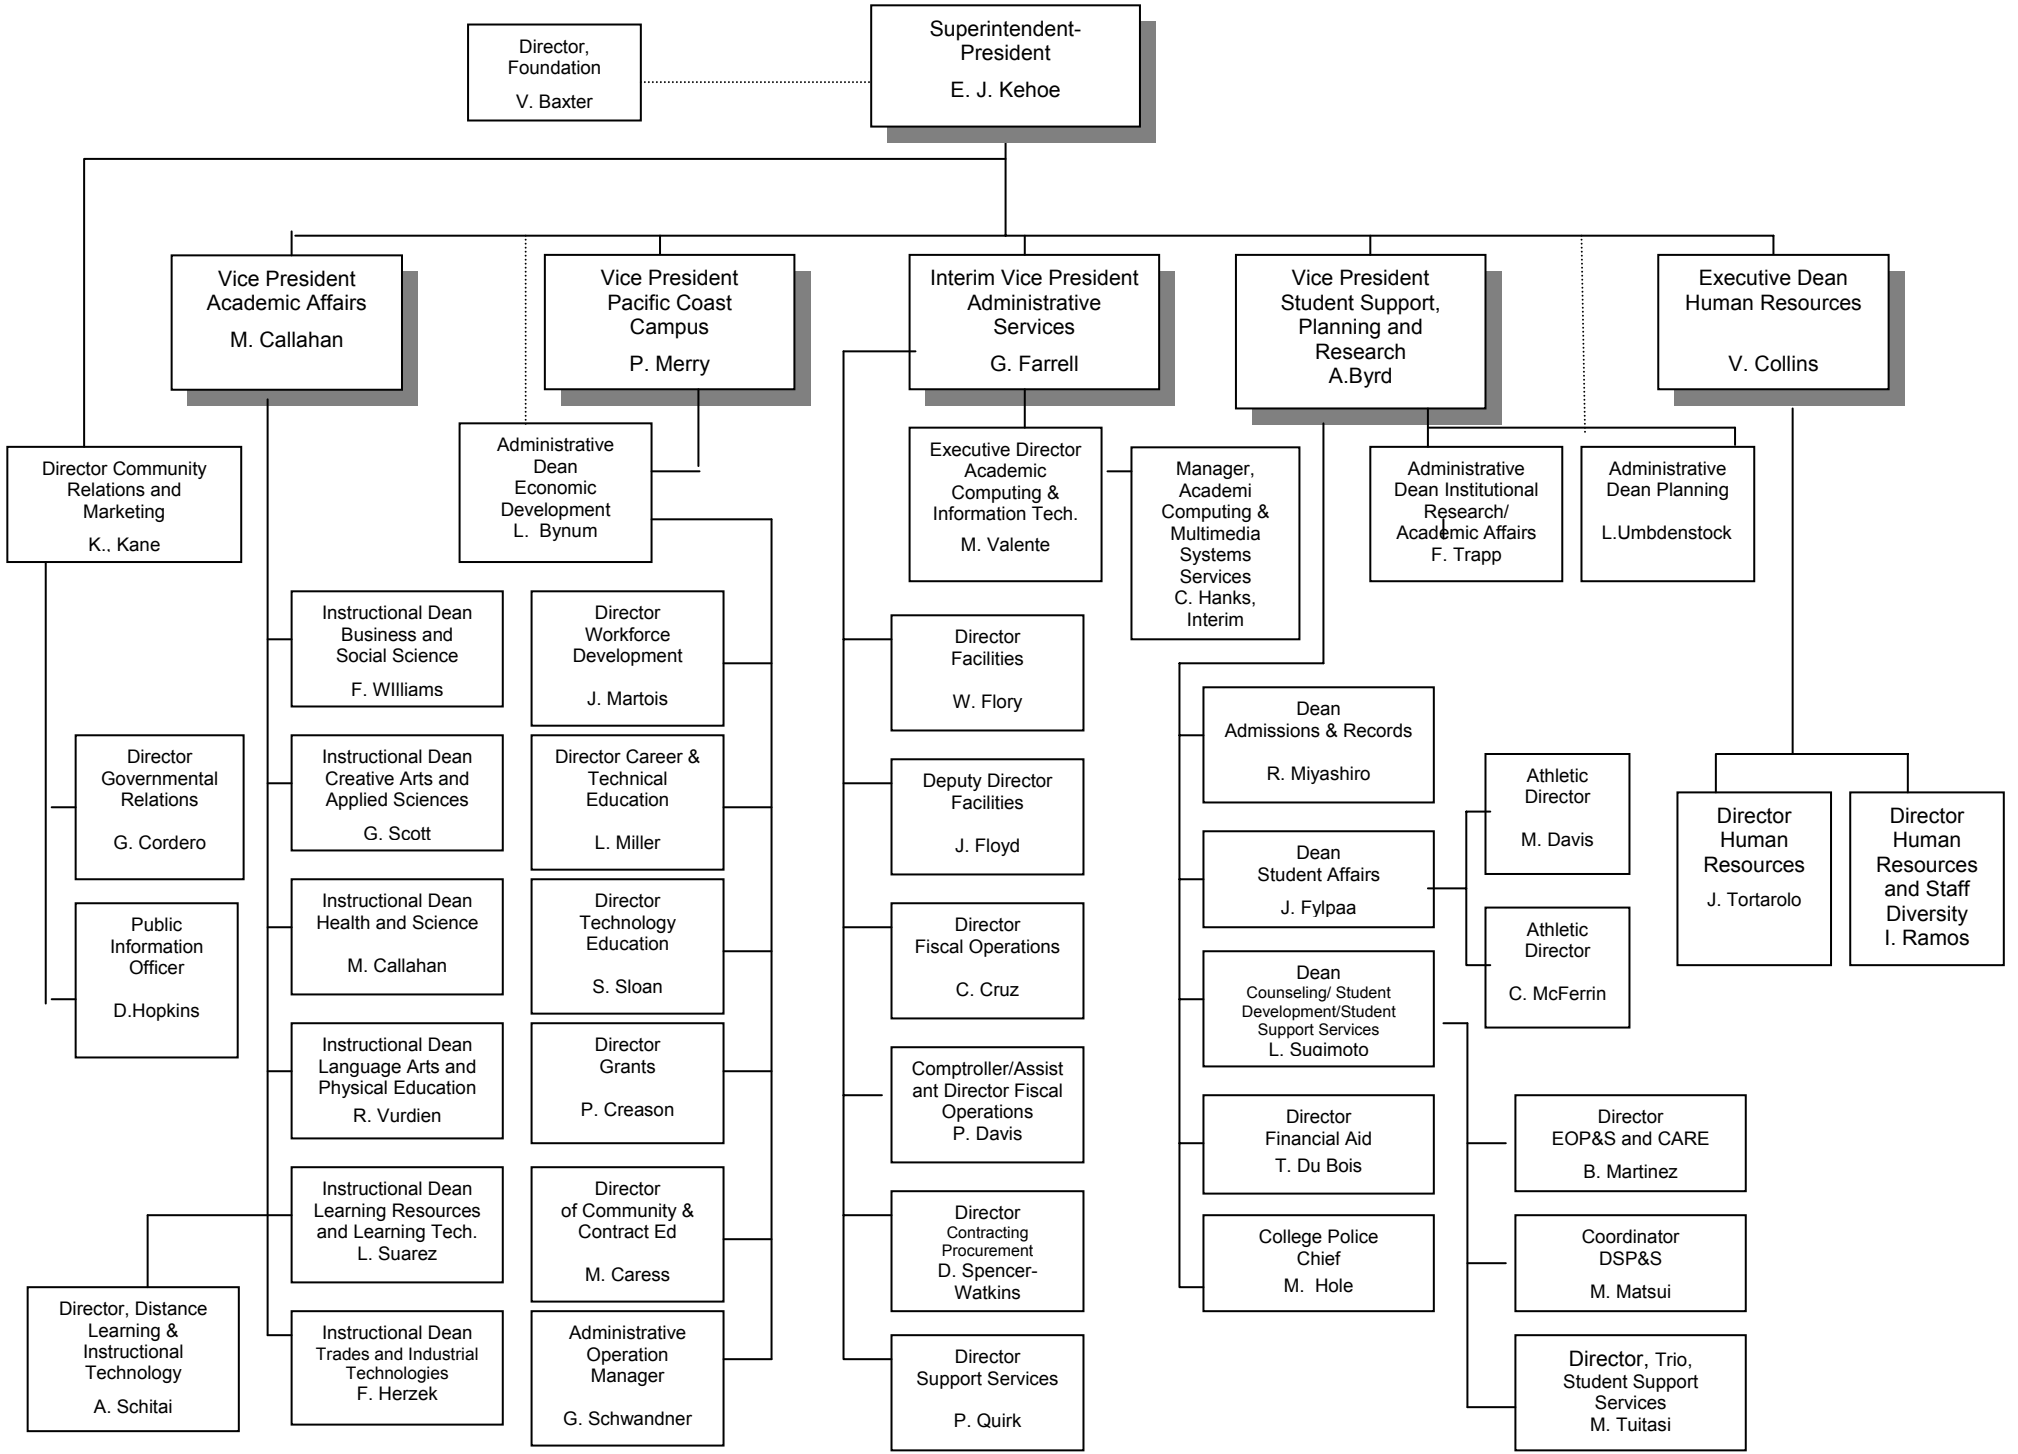 Superintendent-
President
E. J. Kehoe
Director,
Foundation
V. Baxter
Vice President
Academic Affairs
M. Callahan
Vice President
Pacific Coast
Campus
P. Merry
Interim Vice President
Administrative
Services
G. Farrell
Vice President
Student Support,
Planning and
Research
A.Byrd
Executive Dean
Human Resources
V. Collins
Director Community
Relations and
Marketing
K., Kane
Administrative
Dean
Economic
Development
L. Bynum
Executive Director
Academic
Computing &
Information Tech.
M. Valente
Manager,
Academi
Computing &
Multimedia
Systems
Services
C. Hanks,
Interim
Administrative
Dean Institutional
Research/
Academic Affairs
F. Trapp
Administrative
Dean Planning
L.Umbdenstock
Director
Governmental
Relations
G. Cordero
Public
Information
Officer
D.Hopkins
Instructional Dean
Business and
Social Science
F. WIlliams
Instructional Dean
Creative Arts and
Applied Sciences
G. Scott
Instructional Dean
Health and Science
M. Callahan
Instructional Dean
Language Arts and
Physical Education
R. Vurdien
Instructional Dean
Learning Resources
and Learning Tech.
L. Suarez
Instructional Dean
Trades and Industrial
Technologies
F. Herzek
Director, Distance
Learning &
Instructional
Technology
A. Schitai
Director
Workforce
Development
J. Martois
Director Career &
Technical
Education
L. Miller
Director
Technology
Education
S. Sloan
Director
Grants
P. Creason
Director
of Community &
Contract Ed
M. Caress
Administrative
Operation
Manager
G. Schwandner
Director
Facilities
W. Flory
Deputy Director
Facilities
J. Floyd
Director
Fiscal Operations
C. Cruz
Comptroller/Assist
ant Director Fiscal
Operations
P. Davis
Director
Contracting
Procurement
D. Spencer-
Watkins
Director
Support Services
P. Quirk
Dean
Admissions & Records
R. Miyashiro
Dean
Student Affairs
J. Fylpaa
Dean
Counseling/ Student
Development/Student
Support Services
L. Sugimoto
Director
Financial Aid
T. Du Bois
College Police
Chief
M. Hole
Athletic
Director
M. Davis
Athletic
Director
C. McFerrin
Director
EOP&S and CARE
B. Martinez
Coordinator
DSP&S
M. Matsui
Director, Trio,
Student Support
Services
M. Tuitasi
Director
Human
Resources
J. Tortarolo
Director
Human
Resources
and Staff
Diversity
I. Ramos